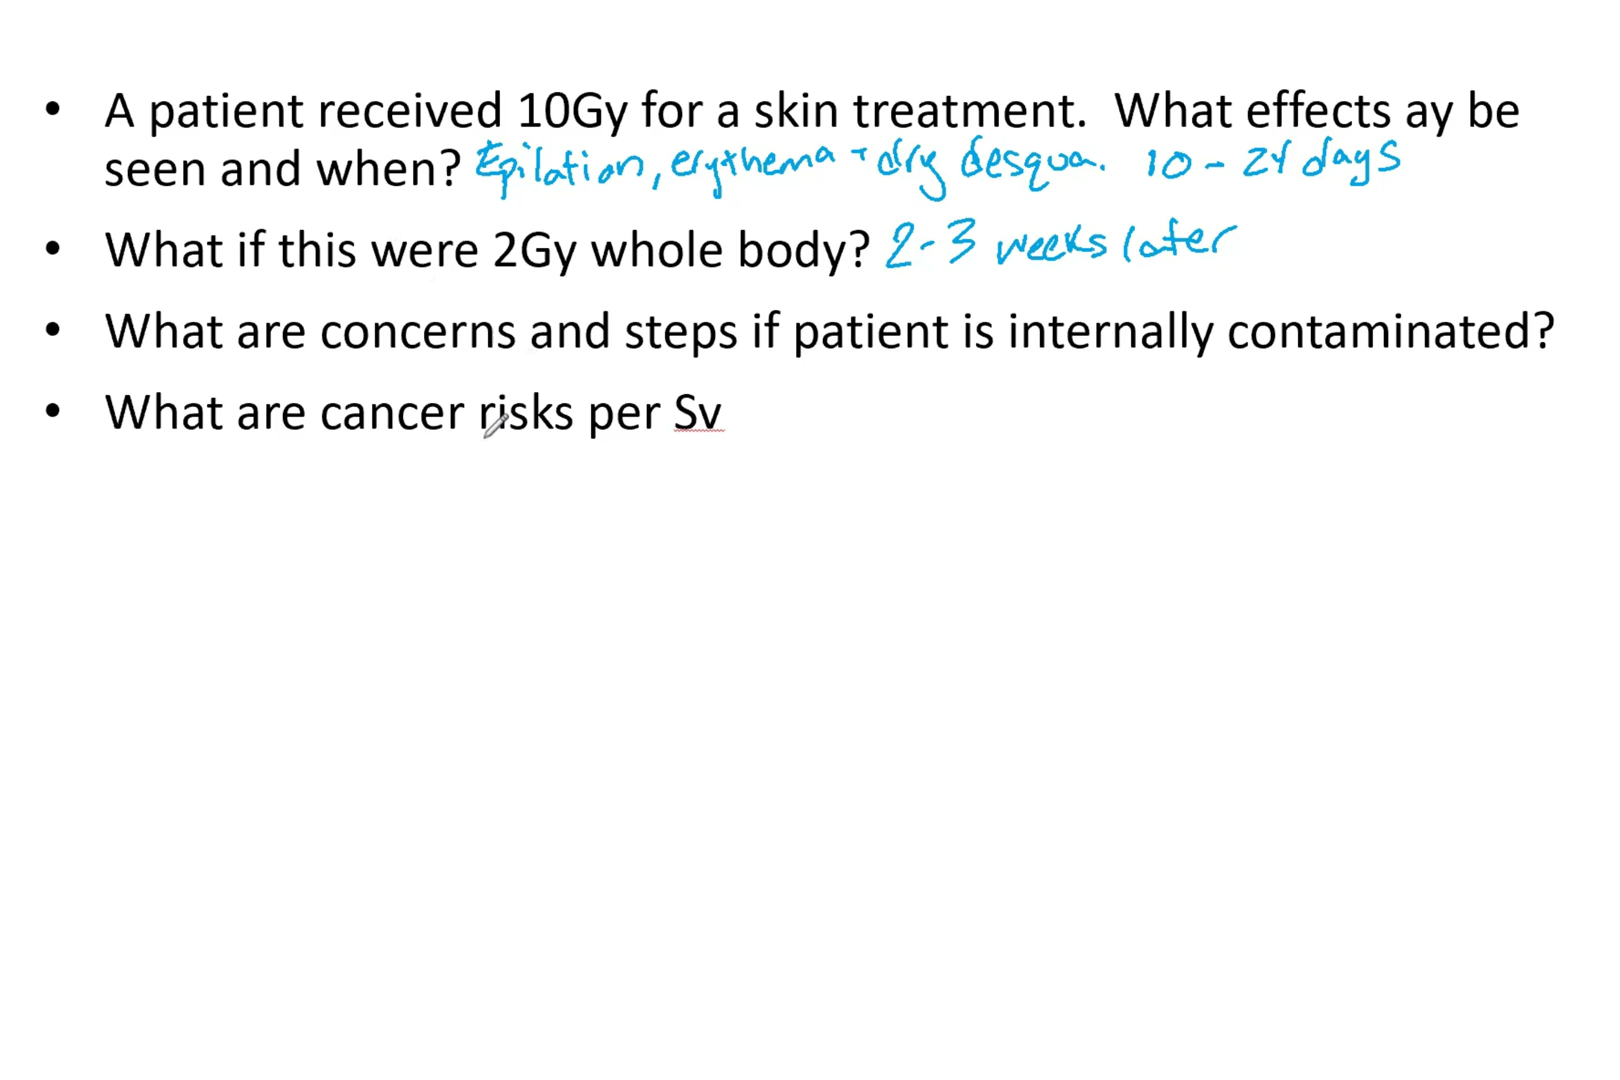 • A patient received 10Gy for a skin treatment. What effects ay be
seen and when? Epilation, erythema + dry desqua. 10 - 24 days
• What if this were 2Gy whole body? 2-3 weeks later
• What are concerns and steps if patient is internally contaminated?
• What are cancer risks per Sv